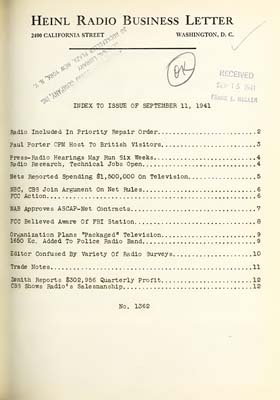 HEINL RADIO BUSINESS LETTER
2400 CALIFORNIA STREET WASHINGTON, D. C.
OK
RECEIVED
1941
INDEX TO ISSUE OF SEPTEMBER 11, 1941
Radio Included In Priority Repair Order....2
Paul Porter CPM Host To British Visitors....3
Press-Radio Hearings May Run Six Weeks....4
Radio Research, Technical Jobs Open....4
Nets Reported Spending $1,500,000 On Television....5
NBC, CBS Join Argument On Net Rules....6
FCC Action....6
NAB Approves ASCAP-Net Contracts....7
FCC Believed Aware Of FBI Station....8
Organization Plans "Packaged" Television....9
1650 Kc. Added To Police Radio Band....9
Editor Confused By Variety Of Radio Surveys....10
Trade Notes....11
Zenith Reports $302,956 Quarterly Profit....12
CBS Shows Radio's Salesmanship....12
No. 1362